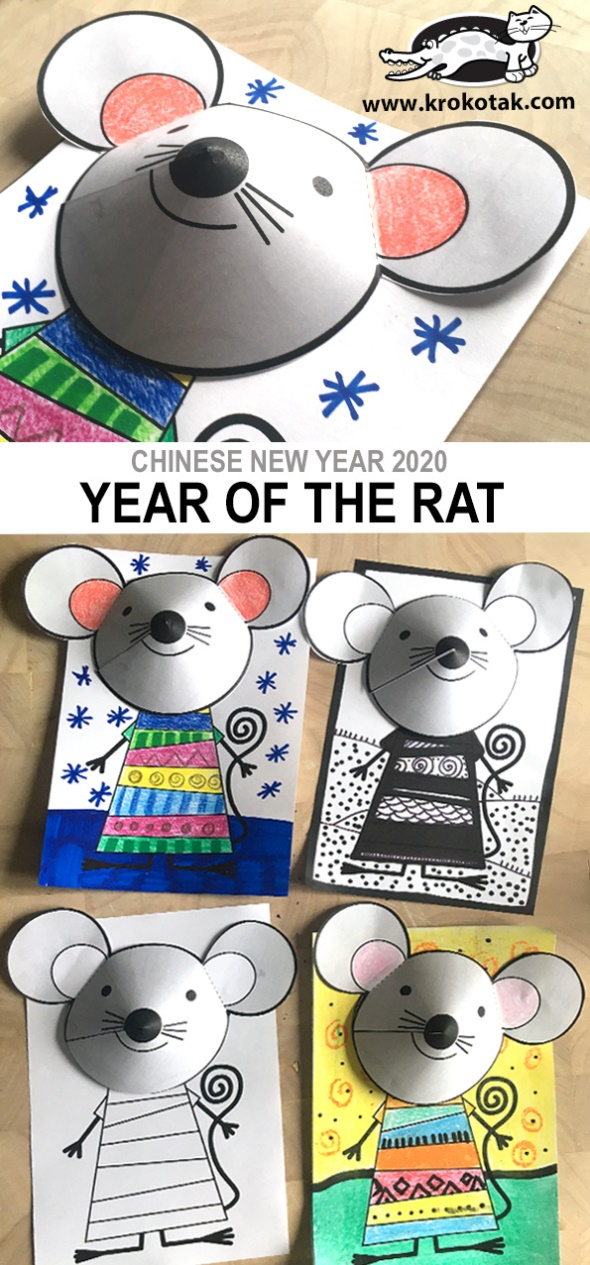 www.krokotak.com
CHINESE NEW YEAR 2020
YEAR OF THE RAT